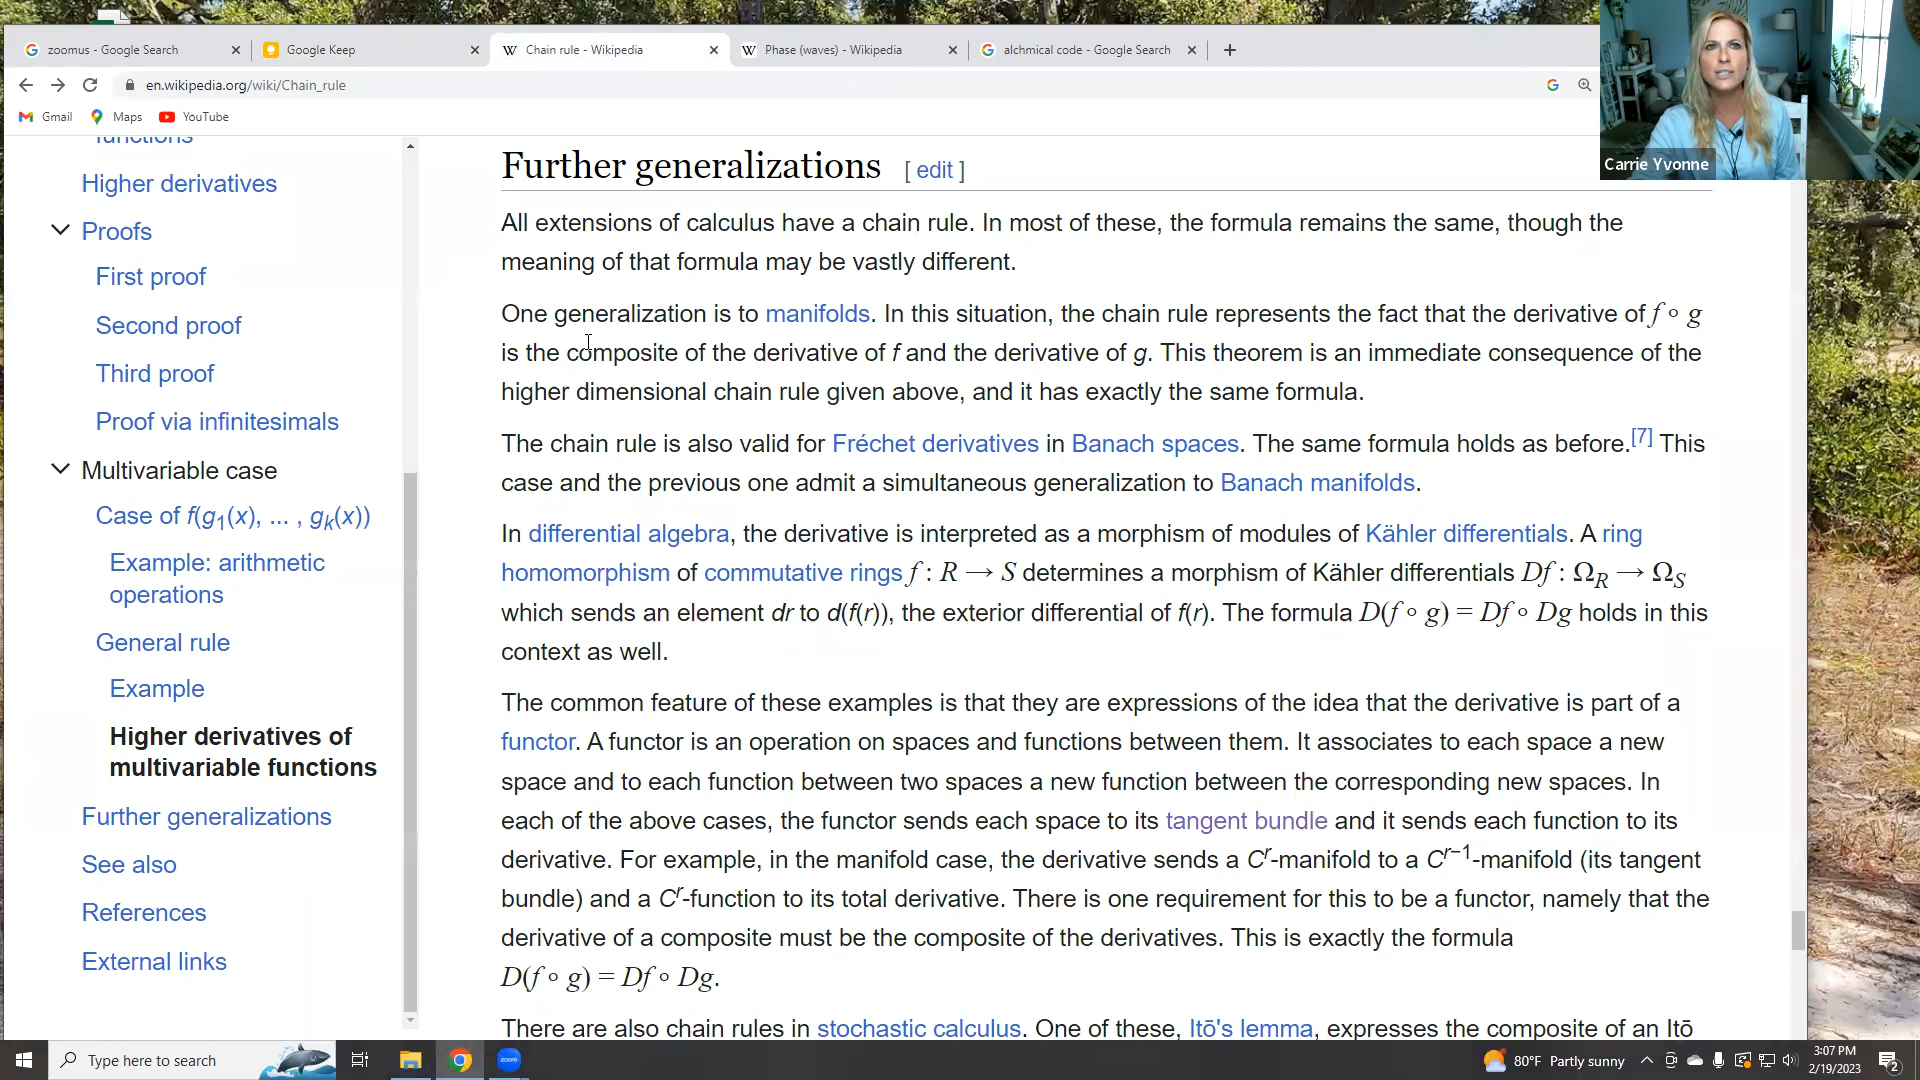 zoomus - Google Search
Google Keep
Chain rule - Wikipedia
Phase (waves) - Wikipedia
alchmical code - Google Search
en.wikipedia.org/wiki/Chain_rule
Gmail
Maps
YouTube
Carrie Yvonne
functions
Higher derivatives
Proofs
First proof
Second proof
Third proof
Proof via infinitesimals
Multivariable case
Case of f(g1(x), ... , gk(x))
Example: arithmetic
operations
General rule
Example
Higher derivatives of
multivariable functions
Further generalizations
See also
References
External links
Further generalizations [ edit ]
All extensions of calculus have a chain rule. In most of these, the formula remains the same, though the
meaning of that formula may be vastly different.
One generalization is to manifolds. In this situation, the chain rule represents the fact that the derivative of f ∘ g
is the composite of the derivative of f and the derivative of g. This theorem is an immediate consequence of the
higher dimensional chain rule given above, and it has exactly the same formula.
The chain rule is also valid for Fréchet derivatives in Banach spaces. The same formula holds as before.[7] This
case and the previous one admit a simultaneous generalization to Banach manifolds.
In differential algebra, the derivative is interpreted as a morphism of modules of Kähler differentials. A ring
homomorphism of commutative rings f : R → S determines a morphism of Kähler differentials Df : ΩR → ΩS
which sends an element dr to d(f(r)), the exterior differential of f(r). The formula D(f ∘ g) = Df ∘ Dg holds in this
context as well.
The common feature of these examples is that they are expressions of the idea that the derivative is part of a
functor. A functor is an operation on spaces and functions between them. It associates to each space a new
space and to each function between two spaces a new function between the corresponding new spaces. In
each of the above cases, the functor sends each space to its tangent bundle and it sends each function to its
derivative. For example, in the manifold case, the derivative sends a Cr-manifold to a Cr−1-manifold (its tangent
bundle) and a Cr-function to its total derivative. There is one requirement for this to be a functor, namely that the
derivative of a composite must be the composite of the derivatives. This is exactly the formula
D(f ∘ g) = Df ∘ Dg.
There are also chain rules in stochastic calculus. One of these, Itō's lemma, expresses the composite of an Itō
Type here to search
zoom
80°F Partly sunny
3:07 PM
2/19/2023
2